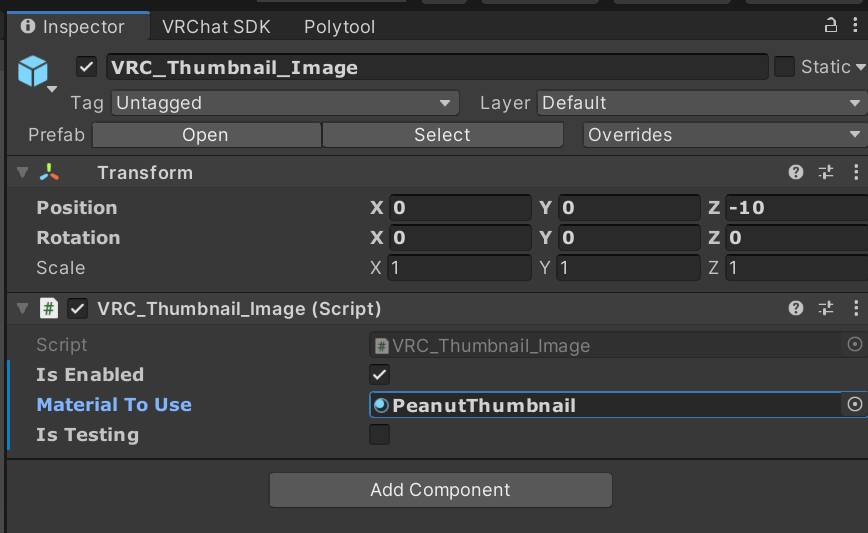 Inspector VRChat SDK Polytool
VRC_Thumbnail_Image Static
Tag Untagged Layer Default
Prefab Open Select Overrides
Transform
Position X 0 Y 0 Z -10
Rotation X 0 Y 0 Z 0
Scale X 1 Y 1 Z 1
# VRC_Thumbnail_Image (Script)
Script # VRC_Thumbnail_Image
Is Enabled
Material To Use PeanutThumbnail
Is Testing
Add Component